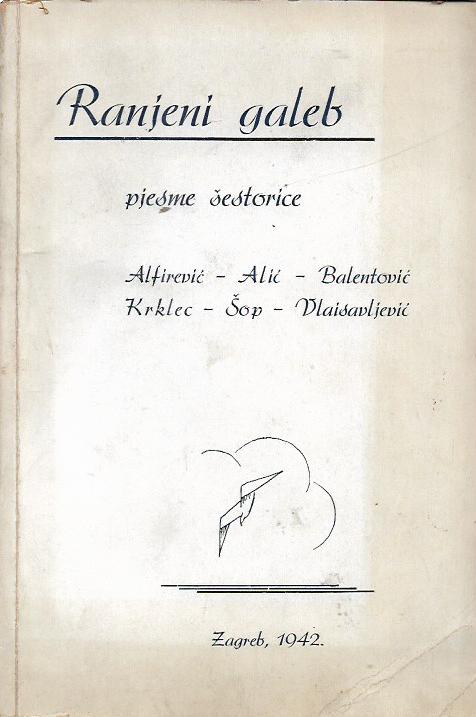 Ranjeni galeb
pjesme šestorice
Alfirević – Alić – Balentović
Krklec – Šop – Vlaisavljević
Zagreb, 1942.